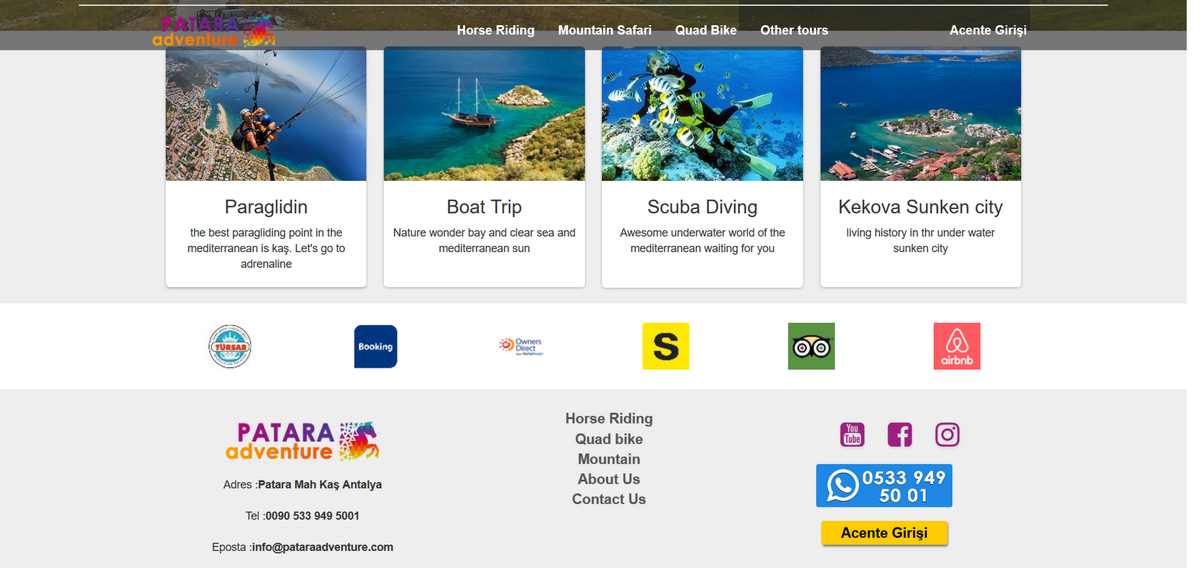 PATARA
adventure
Horse Riding Mountain Safari Quad Bike Other tours Acente Girişi
Paraglidin
the best paragliding point in the
mediterranean is kaş. Let's go to
adrenaline
Boat Trip
Nature wonder bay and clear sea and
mediterranean sun
Scuba Diving
Awesome underwater world of the
mediterranean waiting for you
Kekova Sunken city
living history in thr under water
sunken city
TÜRSAB
Booking
Owners
Direct
S
airbnb
PATARA
adventure
Adres :Patara Mah Kaş Antalya
Tel :0090 533 949 5001
Eposta :info@pataraadventure.com
Horse Riding
Quad bike
Mountain
About Us
Contact Us
You
Tube
0533 949
50 01
Acente Girişi